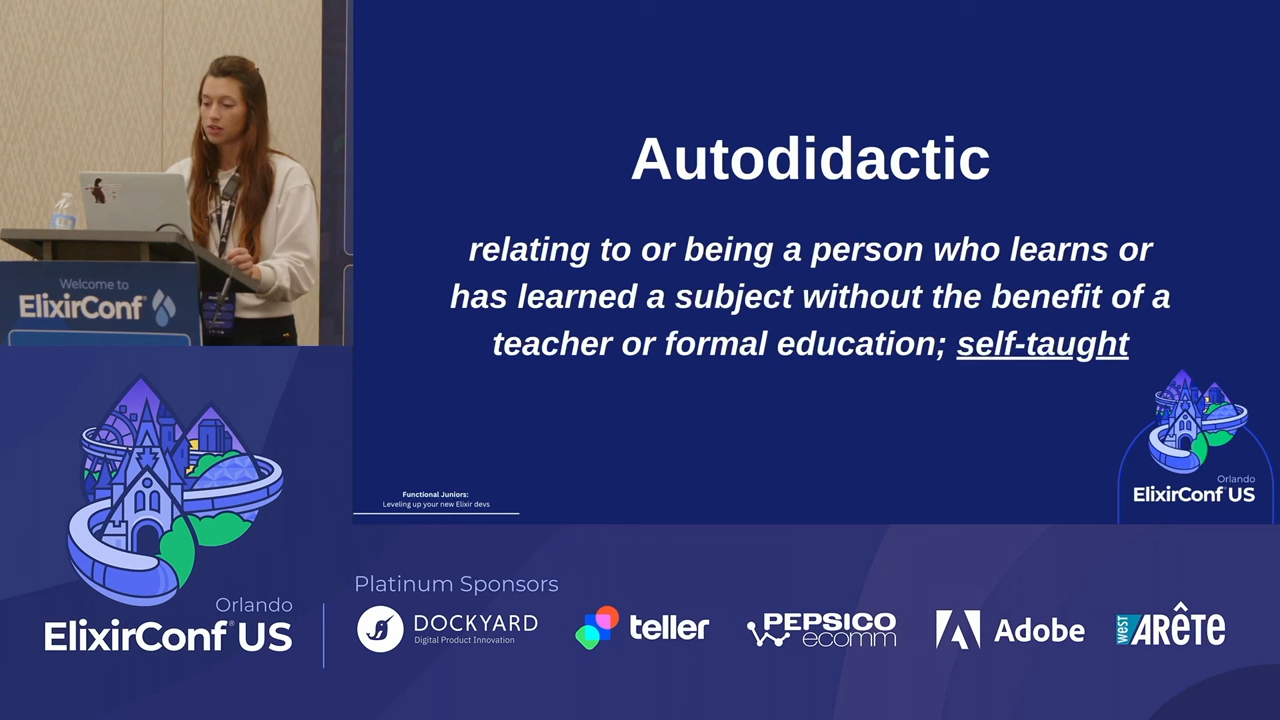 Welcome to
ElixirConf
Autodidactic
relating to or being a person who learns or
has learned a subject without the benefit of a
teacher or formal education; self-taught
Functional Juniors:
Leveling up your new Elixir devs
Orlando
ElixirConf US
Orlando
ElixirConf® US
Platinum Sponsors
DOCKYARD
Digital Product Innovation
teller
PEPSICO
ecomm
Adobe
west ARÊTE